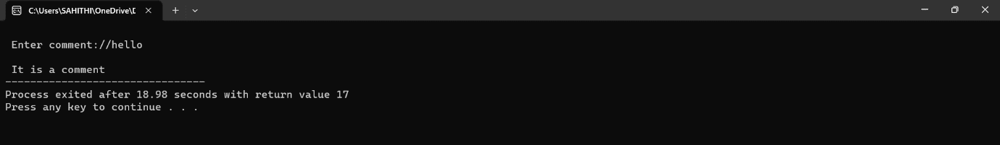 C:\Users\SAHITHI\OneDrive\D
Enter comment://hello
It is a comment
--------------------------------
Process exited after 18.98 seconds with return value 17
Press any key to continue . . .